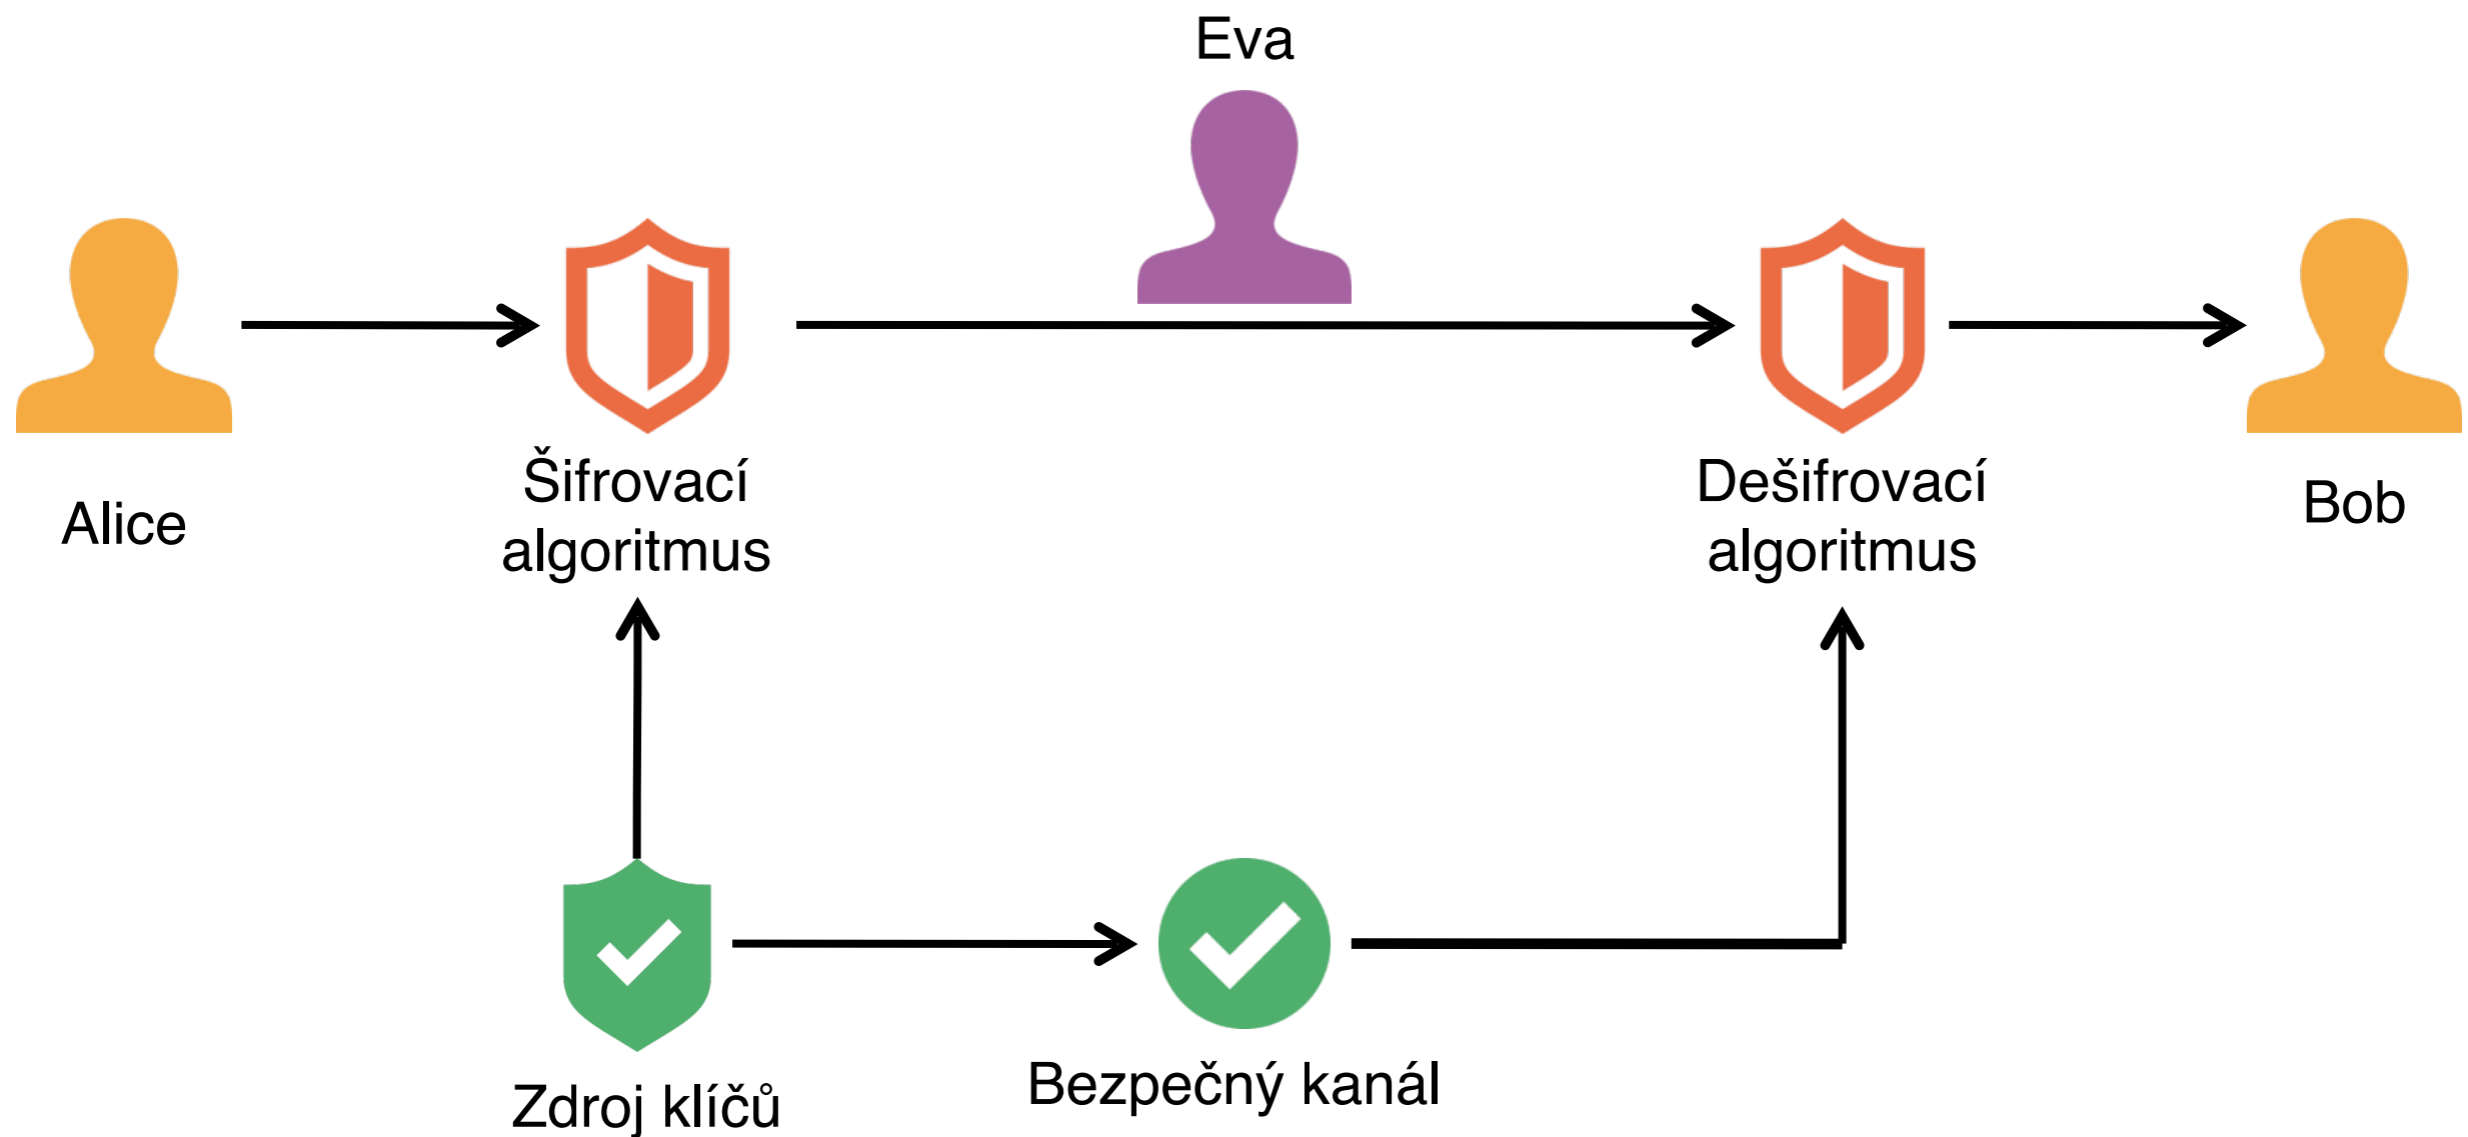 Eva
Alice
Šifrovací
algoritmus
Dešifrovací
algoritmus
Bob
Zdroj klíčů
Bezpečný kanál